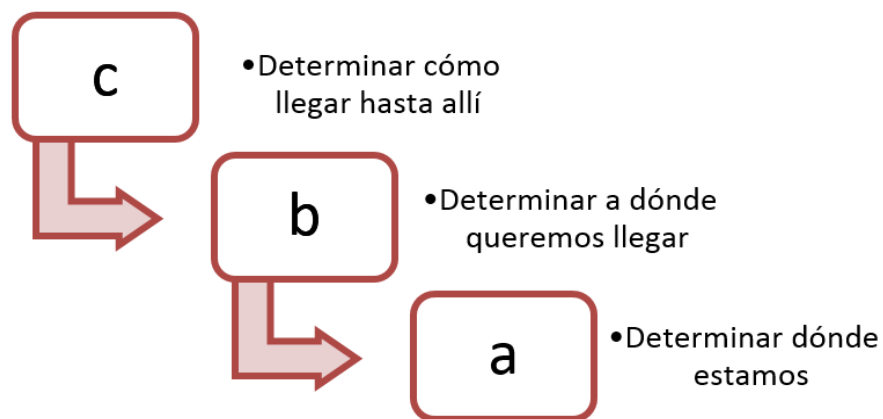 c
•Determinar cómo
llegar hasta allí
b
•Determinar a dónde
queremos llegar
a
•Determinar dónde
estamos